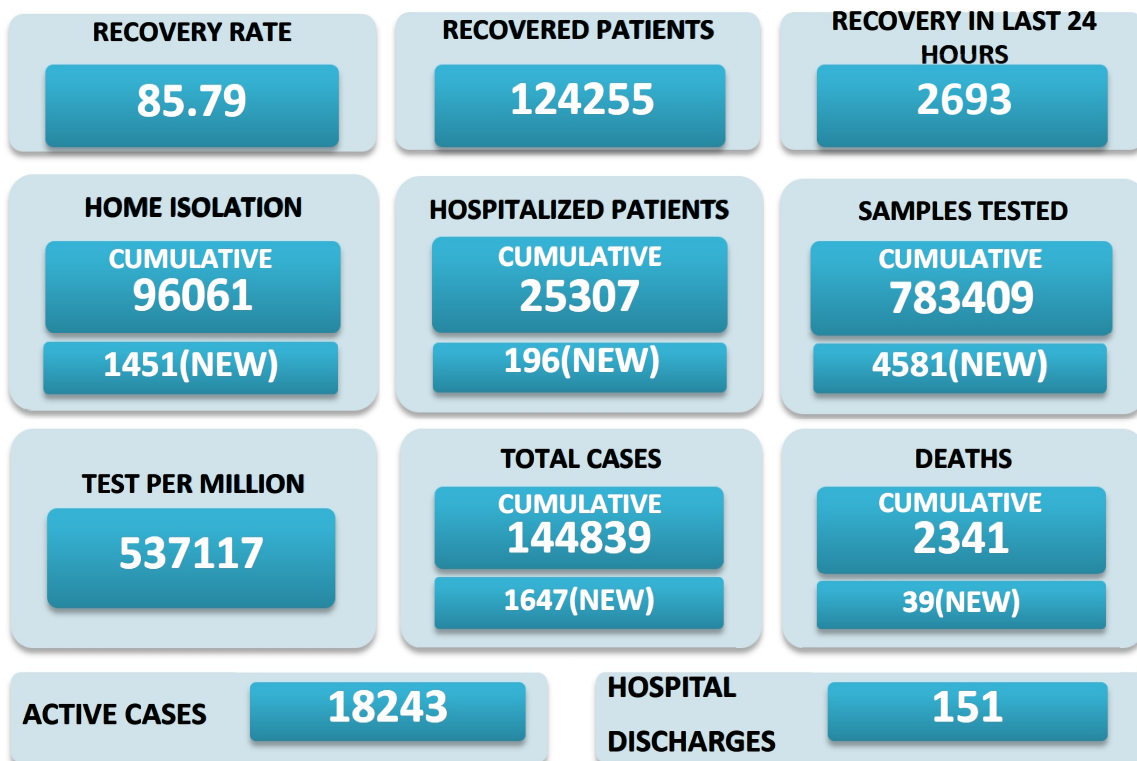 RECOVERY RATE
85.79
RECOVERED PATIENTS
124255
RECOVERY IN LAST 24
HOURS
2693
HOME ISOLATION
CUMULATIVE
96061
1451(NEW)
HOSPITALIZED PATIENTS
CUMULATIVE
25307
196(NEW)
SAMPLES TESTED
CUMULATIVE
783409
4581(NEW)
TEST PER MILLION
537117
TOTAL CASES
CUMULATIVE
144839
1647(NEW)
DEATHS
CUMULATIVE
2341
39(NEW)
ACTIVE CASES
18243
HOSPITAL
DISCHARGES
151